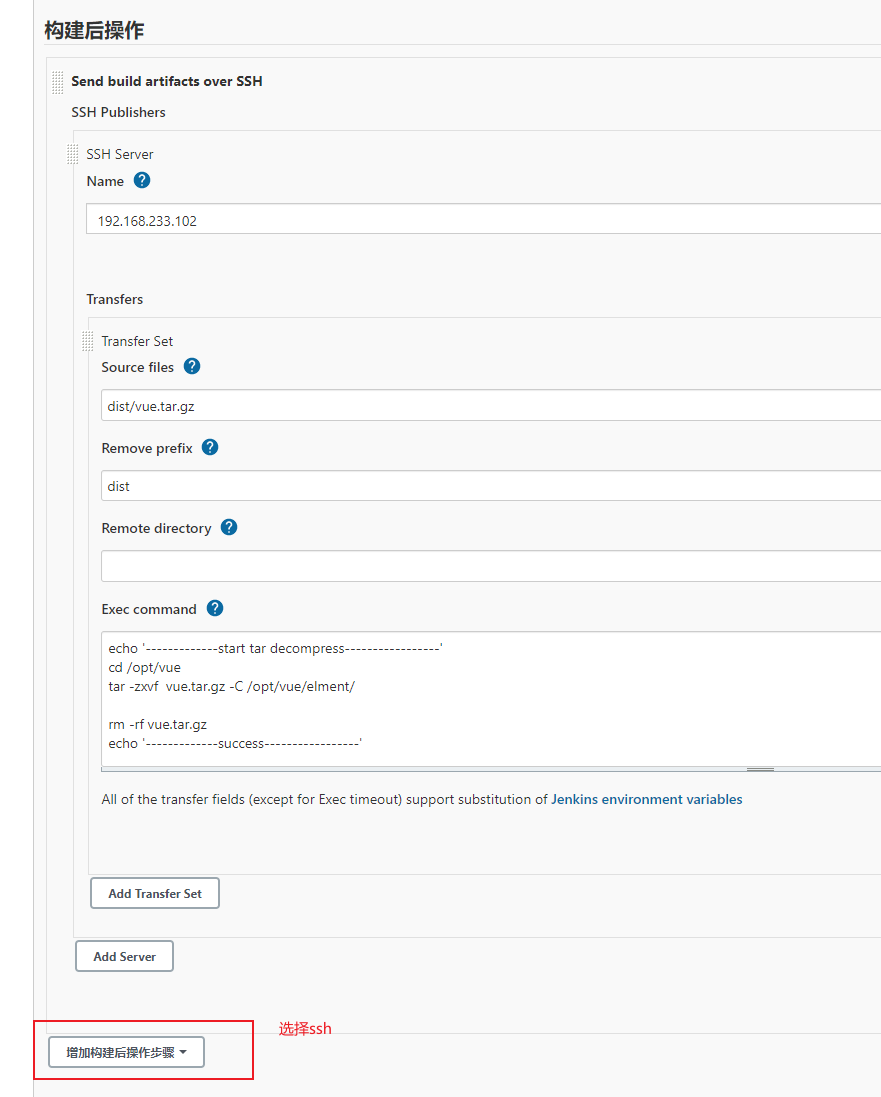 构建后操作
Send build artifacts over SSH
SSH Publishers
SSH Server
Name ?
192.168.233.102
Transfers
Transfer Set
Source files ?
dist/vue.tar.gz
Remove prefix ?
dist
Remote directory ?
Exec command ?
echo '-------------start tar decompress-----------------'
cd /opt/vue
tar -zxvf  vue.tar.gz -C /opt/vue/elment/
rm -rf vue.tar.gz
echo '-------------success-----------------'
All of the transfer fields (except for Exec timeout) support substitution of Jenkins environment variables
Add Transfer Set
Add Server
选择ssh
增加构建后操作步骤